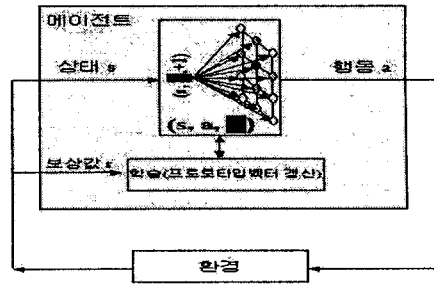 에이전트
상태 s
행동 a
(s, a, )
보상값 r
학습(프로토타입벡터 갱신)
환경